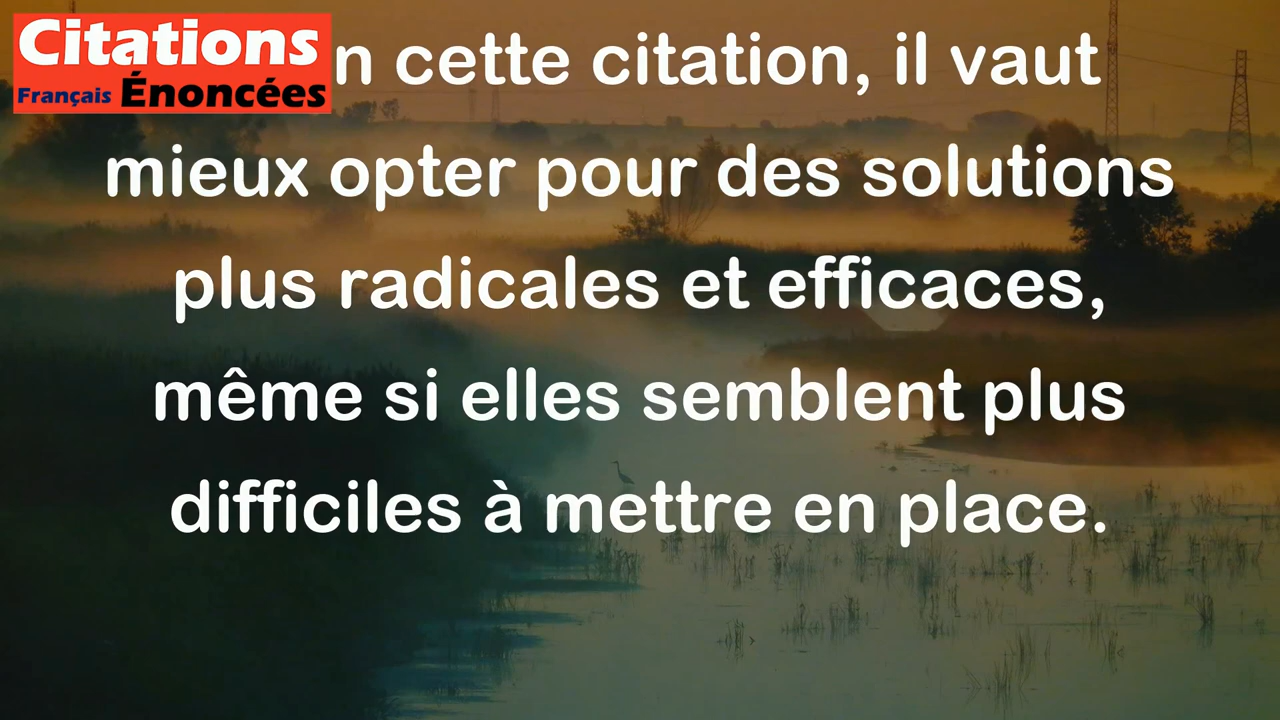 Citations
Français Énoncées
n cette citation, il vaut
mieux opter pour des solutions
plus radicales et efficaces,
même si elles semblent plus
difficiles à mettre en place.